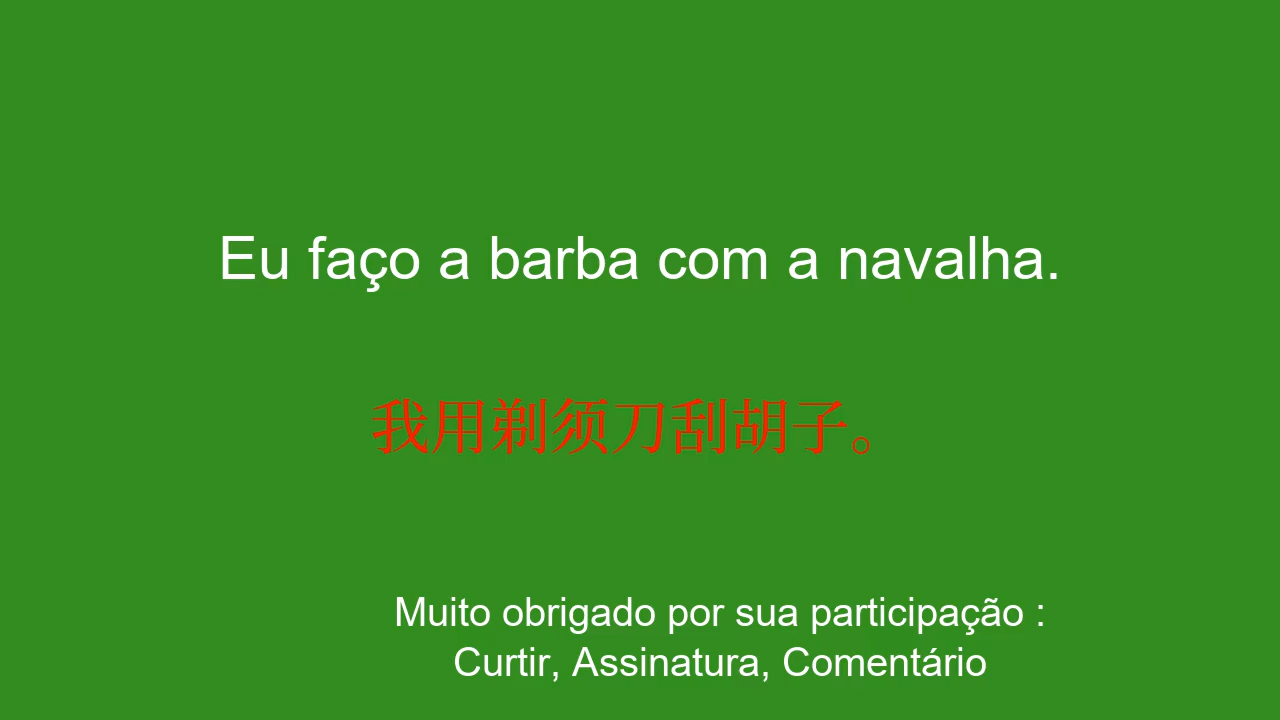 Eu faço a barba com a navalha.
我用剃须刀刮胡子。
Muito obrigado por sua participação :
Curtir, Assinatura, Comentário